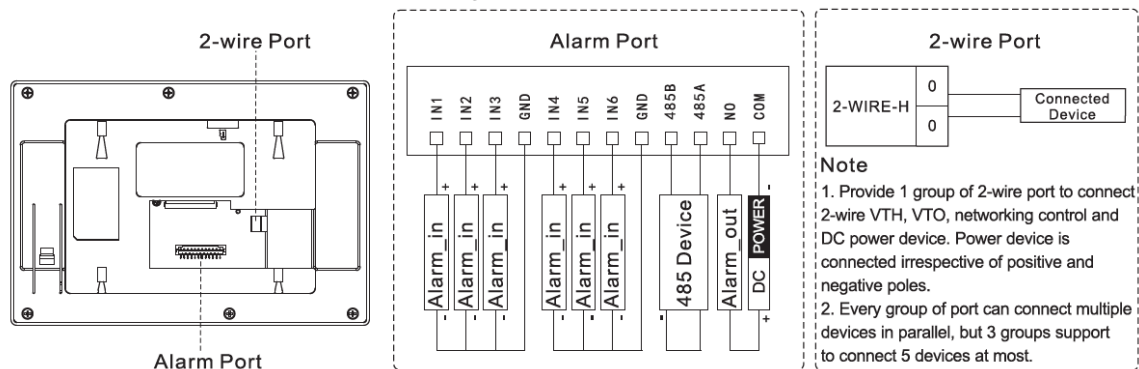 2-wire Port
Alarm Port
Alarm Port
IN1
IN2
IN3
GND
IN4
IN5
IN6
GND
485B
485A
NO
COM
+
+
+
+
+
+
-
Alarm_in
Alarm_in
Alarm_in
Alarm_in
Alarm_in
Alarm_in
485 Device
Alarm_out
DC POWER
-
-
-
-
-
-
-
+
2-wire Port
2-WIRE-H
0
0
Connected
Device
Note
1. Provide 1 group of 2-wire port to connect
2-wire VTH, VTO, networking control and
DC power device. Power device is
connected irrespective of positive and
negative poles.
2. Every group of port can connect multiple
devices in parallel, but 3 groups support
to connect 5 devices at most.